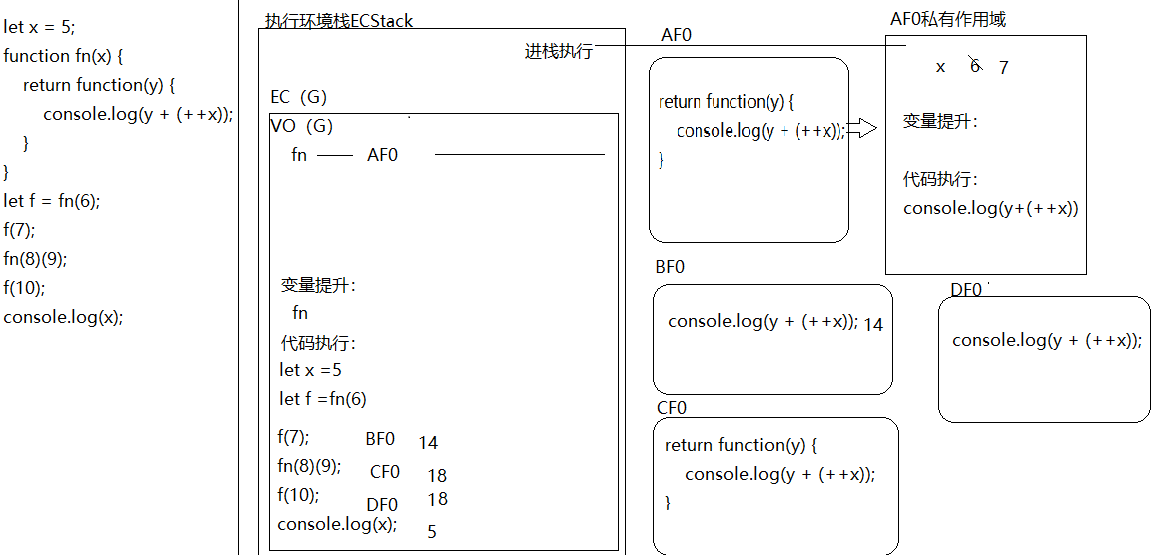 let x = 5;
function fn(x) {
return function(y) {
console.log(y + (++x));
}
}
let f = fn(6);
f(7);
fn(8)(9);
f(10);
console.log(x);
执行环境栈ECStack
进栈执行
EC（G）
VO（G）
fn AF0
变量提升：
fn
代码执行：
let x =5
let f =fn(6)
f(7); BF0 14
fn(8)(9); CF0 18
f(10); DF0 18
console.log(x); 5
AF0
return function(y) {
console.log(y + (++x));
}
AF0私有作用域
x 6 7
变量提升：
代码执行：
console.log(y+(++x))
BF0
console.log(y + (++x)); 14
DF0
console.log(y + (++x));
CF0
return function(y) {
console.log(y + (++x));
}